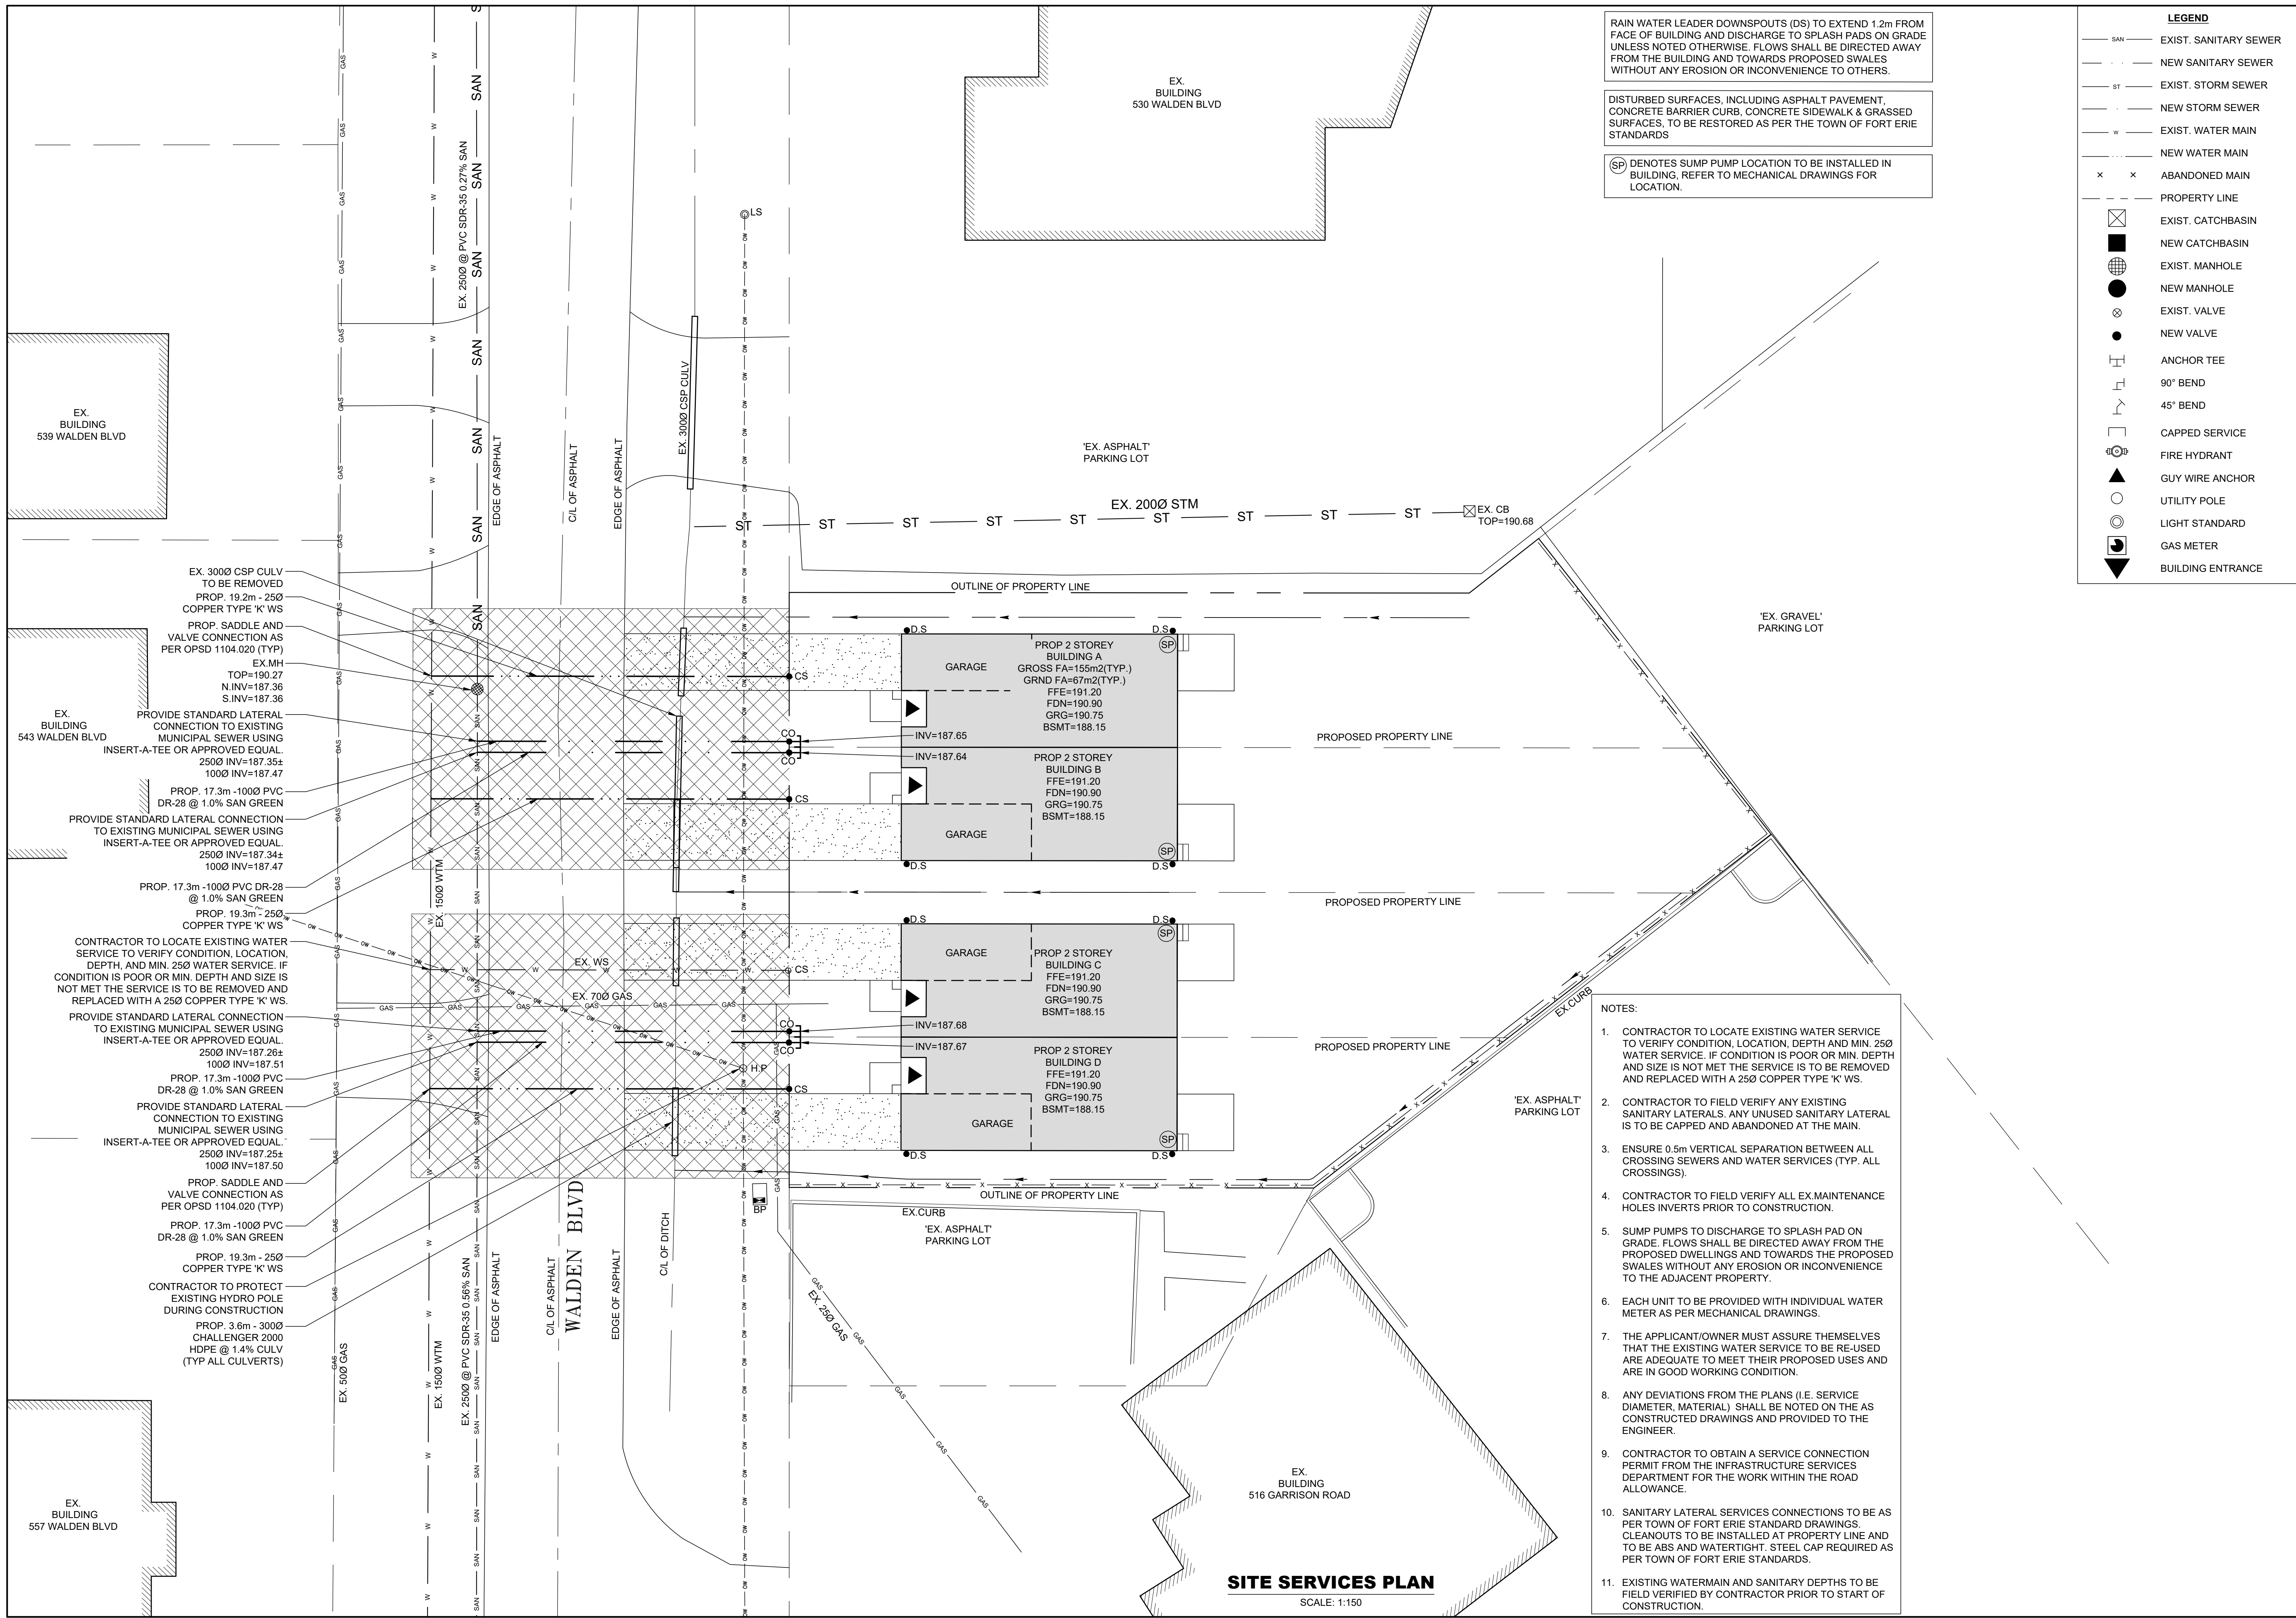 RAIN WATER LEADER DOWNSPOUTS (DS) TO EXTEND 1.2m FROM
FACE OF BUILDING AND DISCHARGE TO SPLASH PADS ON GRADE
UNLESS NOTED OTHERWISE. FLOWS SHALL BE DIRECTED AWAY
FROM THE BUILDING AND TOWARDS PROPOSED SWALES
WITHOUT ANY EROSION OR INCONVENIENCE TO OTHERS.
DISTURBED SURFACES, INCLUDING ASPHALT PAVEMENT,
CONCRETE BARRIER CURB, CONCRETE SIDEWALK & GRASSED
SURFACES, TO BE RESTORED AS PER THE TOWN OF FORT ERIE
STANDARDS
SP DENOTES SUMP PUMP LOCATION TO BE INSTALLED IN
BUILDING, REFER TO MECHANICAL DRAWINGS FOR
LOCATION.
LEGEND
SAN EXIST. SANITARY SEWER
NEW SANITARY SEWER
ST EXIST. STORM SEWER
NEW STORM SEWER
W EXIST. WATER MAIN
NEW WATER MAIN
x x ABANDONED MAIN
PROPERTY LINE
EXIST. CATCHBASIN
NEW CATCHBASIN
EXIST. MANHOLE
NEW MANHOLE
EXIST. VALVE
NEW VALVE
ANCHOR TEE
90° BEND
45° BEND
CAPPED SERVICE
FIRE HYDRANT
GUY WIRE ANCHOR
UTILITY POLE
LIGHT STANDARD
GAS METER
BUILDING ENTRANCE
EX.
BUILDING
530 WALDEN BLVD
EX.
BUILDING
539 WALDEN BLVD
EX.
BUILDING
543 WALDEN BLVD
EX.
BUILDING
557 WALDEN BLVD
EX.
BUILDING
516 GARRISON ROAD
EX. 250Ø @ PVC SDR-35 0.27% SAN
SAN
SAN
SAN
SAN
SAN
SAN
SAN
EDGE OF ASPHALT
C/L OF ASPHALT
EDGE OF ASPHALT
EX. 300Ø CSP CULV
LS
'EX. ASPHALT'
PARKING LOT
EX. 200Ø STM
ST ST ST ST ST ST ST ST ST
EX. CB
TOP=190.68
OUTLINE OF PROPERTY LINE
'EX. GRAVEL'
PARKING LOT
EX. 300Ø CSP CULV
TO BE REMOVED
PROP. 19.2m - 25Ø
COPPER TYPE 'K' WS
PROP. SADDLE AND
VALVE CONNECTION AS
PER OPSD 1104.020 (TYP)
EX.MH
TOP=190.27
N.INV=187.36
S.INV=187.36
PROVIDE STANDARD LATERAL
CONNECTION TO EXISTING
MUNICIPAL SEWER USING
INSERT-A-TEE OR APPROVED EQUAL.
250Ø INV=187.35±
100Ø INV=187.47
PROP. 17.3m -100Ø PVC
DR-28 @ 1.0% SAN GREEN
PROVIDE STANDARD LATERAL CONNECTION
TO EXISTING MUNICIPAL SEWER USING
INSERT-A-TEE OR APPROVED EQUAL.
250Ø INV=187.34±
100Ø INV=187.47
PROP. 17.3m -100Ø PVC DR-28
@ 1.0% SAN GREEN
PROP. 19.3m - 25Ø
COPPER TYPE 'K' WS
CONTRACTOR TO LOCATE EXISTING WATER
SERVICE TO VERIFY CONDITION, LOCATION,
DEPTH, AND MIN. 25Ø WATER SERVICE. IF
CONDITION IS POOR OR MIN. DEPTH AND SIZE IS
NOT MET THE SERVICE IS TO BE REMOVED AND
REPLACED WITH A 25Ø COPPER TYPE 'K' WS.
PROVIDE STANDARD LATERAL CONNECTION
TO EXISTING MUNICIPAL SEWER USING
INSERT-A-TEE OR APPROVED EQUAL.
250Ø INV=187.26±
100Ø INV=187.51
PROP. 17.3m -100Ø PVC
DR-28 @ 1.0% SAN GREEN
PROVIDE STANDARD LATERAL
CONNECTION TO EXISTING
MUNICIPAL SEWER USING
INSERT-A-TEE OR APPROVED EQUAL.
250Ø INV=187.25±
100Ø INV=187.50
PROP. SADDLE AND
VALVE CONNECTION AS
PER OPSD 1104.020 (TYP)
PROP. 17.3m -100Ø PVC
DR-28 @ 1.0% SAN GREEN
PROP. 19.3m - 25Ø
COPPER TYPE 'K' WS
CONTRACTOR TO PROTECT
EXISTING HYDRO POLE
DURING CONSTRUCTION
PROP. 3.6m - 300Ø
CHALLENGER 2000
HDPE @ 1.4% CULV
(TYP ALL CULVERTS)
D.S
D.S
GARAGE
PROP 2 STOREY
BUILDING A
GROSS FA=155m2(TYP.)
GRND FA=67m2(TYP.)
FFE=191.20
FDN=190.90
GRG=190.75
BSMT=188.15
SP
CS
CO
INV=187.65
INV=187.64
CO
PROPOSED PROPERTY LINE
PROP 2 STOREY
BUILDING B
FFE=191.20
FDN=190.90
GRG=190.75
BSMT=188.15
CS
GARAGE
SP
D.S
D.S
PROPOSED PROPERTY LINE
EX. 150Ø WTM
D.S
D.S
GARAGE
SP
PROP 2 STOREY
BUILDING C
FFE=191.20
FDN=190.90
GRG=190.75
BSMT=188.15
EX. WS
CS
EX. 70Ø GAS
CO
INV=187.68
INV=187.67
CO
PROPOSED PROPERTY LINE
H.P
PROP 2 STOREY
BUILDING D
FFE=191.20
FDN=190.90
GRG=190.75
BSMT=188.15
CS
GARAGE
SP
D.S
D.S
OUTLINE OF PROPERTY LINE
BP
EX.CURB
'EX. ASPHALT'
PARKING LOT
EX.CURB
'EX. ASPHALT'
PARKING LOT
EX. 25Ø GAS
WALDEN BLVD
C/L OF DITCH
EDGE OF ASPHALT
C/L OF ASPHALT
EDGE OF ASPHALT
EX. 250Ø @ PVC SDR-35 0.56% SAN
EX. 150Ø WTM
EX. 50Ø GAS
NOTES:
1. CONTRACTOR TO LOCATE EXISTING WATER SERVICE
TO VERIFY CONDITION, LOCATION, DEPTH AND MIN. 25Ø
WATER SERVICE. IF CONDITION IS POOR OR MIN. DEPTH
AND SIZE IS NOT MET THE SERVICE IS TO BE REMOVED
AND REPLACED WITH A 25Ø COPPER TYPE 'K' WS.
2. CONTRACTOR TO FIELD VERIFY ANY EXISTING
SANITARY LATERALS. ANY UNUSED SANITARY LATERAL
IS TO BE CAPPED AND ABANDONED AT THE MAIN.
3. ENSURE 0.5m VERTICAL SEPARATION BETWEEN ALL
CROSSING SEWERS AND WATER SERVICES (TYP. ALL
CROSSINGS).
4. CONTRACTOR TO FIELD VERIFY ALL EX.MAINTENANCE
HOLES INVERTS PRIOR TO CONSTRUCTION.
5. SUMP PUMPS TO DISCHARGE TO SPLASH PAD ON
GRADE. FLOWS SHALL BE DIRECTED AWAY FROM THE
PROPOSED DWELLINGS AND TOWARDS THE PROPOSED
SWALES WITHOUT ANY EROSION OR INCONVENIENCE
TO THE ADJACENT PROPERTY.
6. EACH UNIT TO BE PROVIDED WITH INDIVIDUAL WATER
METER AS PER MECHANICAL DRAWINGS.
7. THE APPLICANT/OWNER MUST ASSURE THEMSELVES
THAT THE EXISTING WATER SERVICE TO BE RE-USED
ARE ADEQUATE TO MEET THEIR PROPOSED USES AND
ARE IN GOOD WORKING CONDITION.
8. ANY DEVIATIONS FROM THE PLANS (I.E. SERVICE
DIAMETER, MATERIAL) SHALL BE NOTED ON THE AS
CONSTRUCTED DRAWINGS AND PROVIDED TO THE
ENGINEER.
9. CONTRACTOR TO OBTAIN A SERVICE CONNECTION
PERMIT FROM THE INFRASTRUCTURE SERVICES
DEPARTMENT FOR THE WORK WITHIN THE ROAD
ALLOWANCE.
10. SANITARY LATERAL SERVICES CONNECTIONS TO BE AS
PER TOWN OF FORT ERIE STANDARD DRAWINGS.
CLEANOUTS TO BE INSTALLED AT PROPERTY LINE AND
TO BE ABS AND WATERTIGHT. STEEL CAP REQUIRED AS
PER TOWN OF FORT ERIE STANDARDS.
11. EXISTING WATERMAIN AND SANITARY DEPTHS TO BE
FIELD VERIFIED BY CONTRACTOR PRIOR TO START OF
CONSTRUCTION.
SITE SERVICES PLAN
SCALE: 1:150